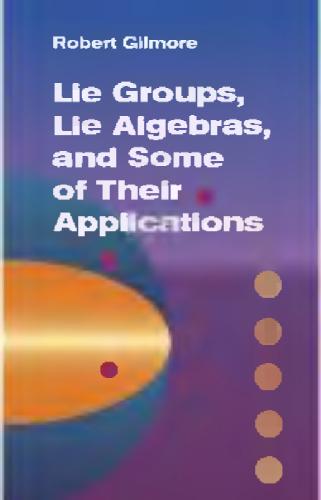 Robert Gilmore
Lie Groups,
Lie Algebras,
and Some
of Their
Applications